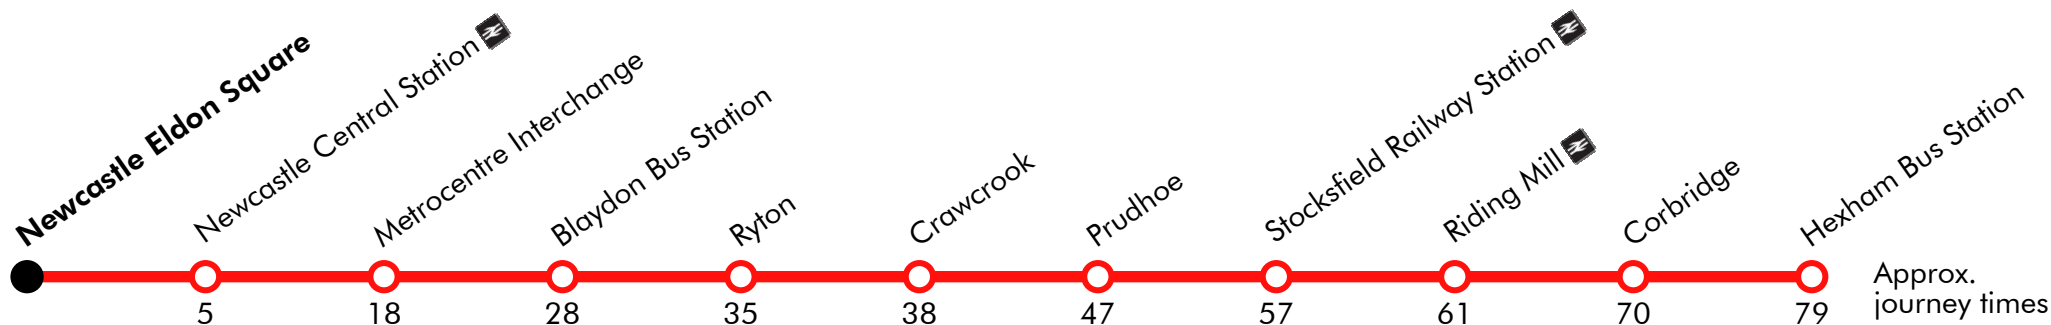 Newcastle Eldon Square
Newcastle Central Station
Metrocentre Interchange
Blaydon Bus Station
Ryton
Crawcrook
Prudhoe
Stocksfield Railway Station
Riding Mill
Corbridge
Hexham Bus Station
5
18
28
35
38
47
57
61
70
79
Approx.
journey times